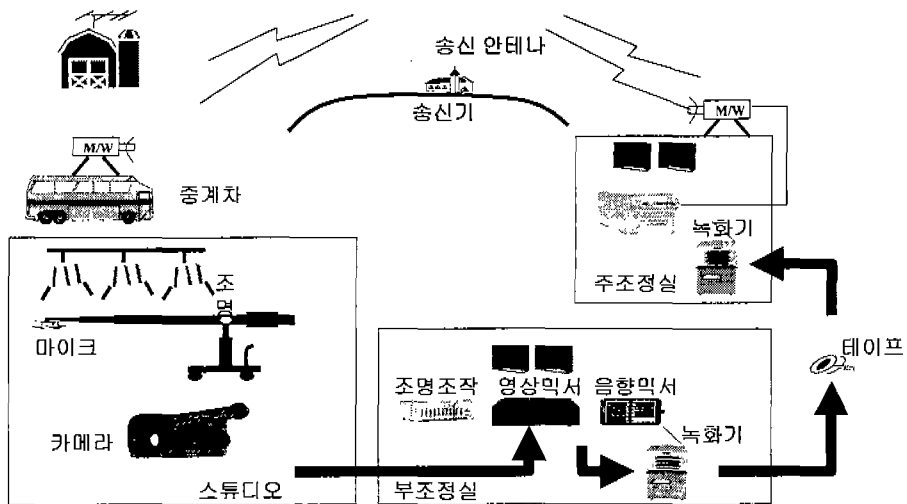 송신 안테나
송신기
M/W
M/W
중계차
녹화기
주조정실
조명
마이크
테이프
조명조작 영상믹서 음향믹서
카메라
녹화기
스튜디오
부조정실